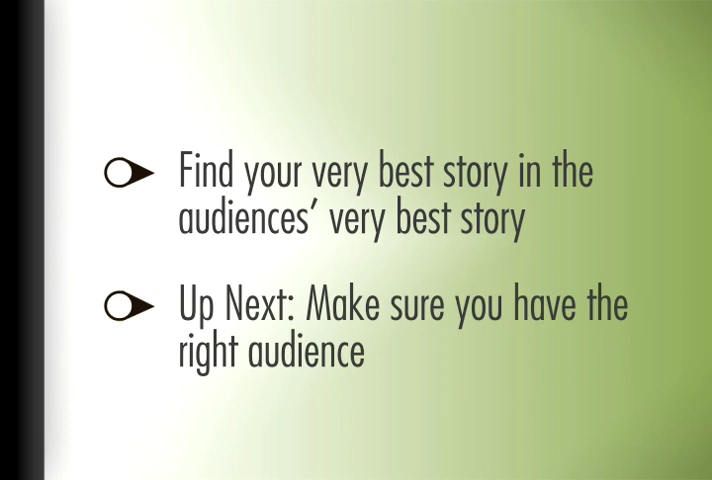 Find your very best story in the
audiences’ very best story
Up Next: Make sure you have the
right audience